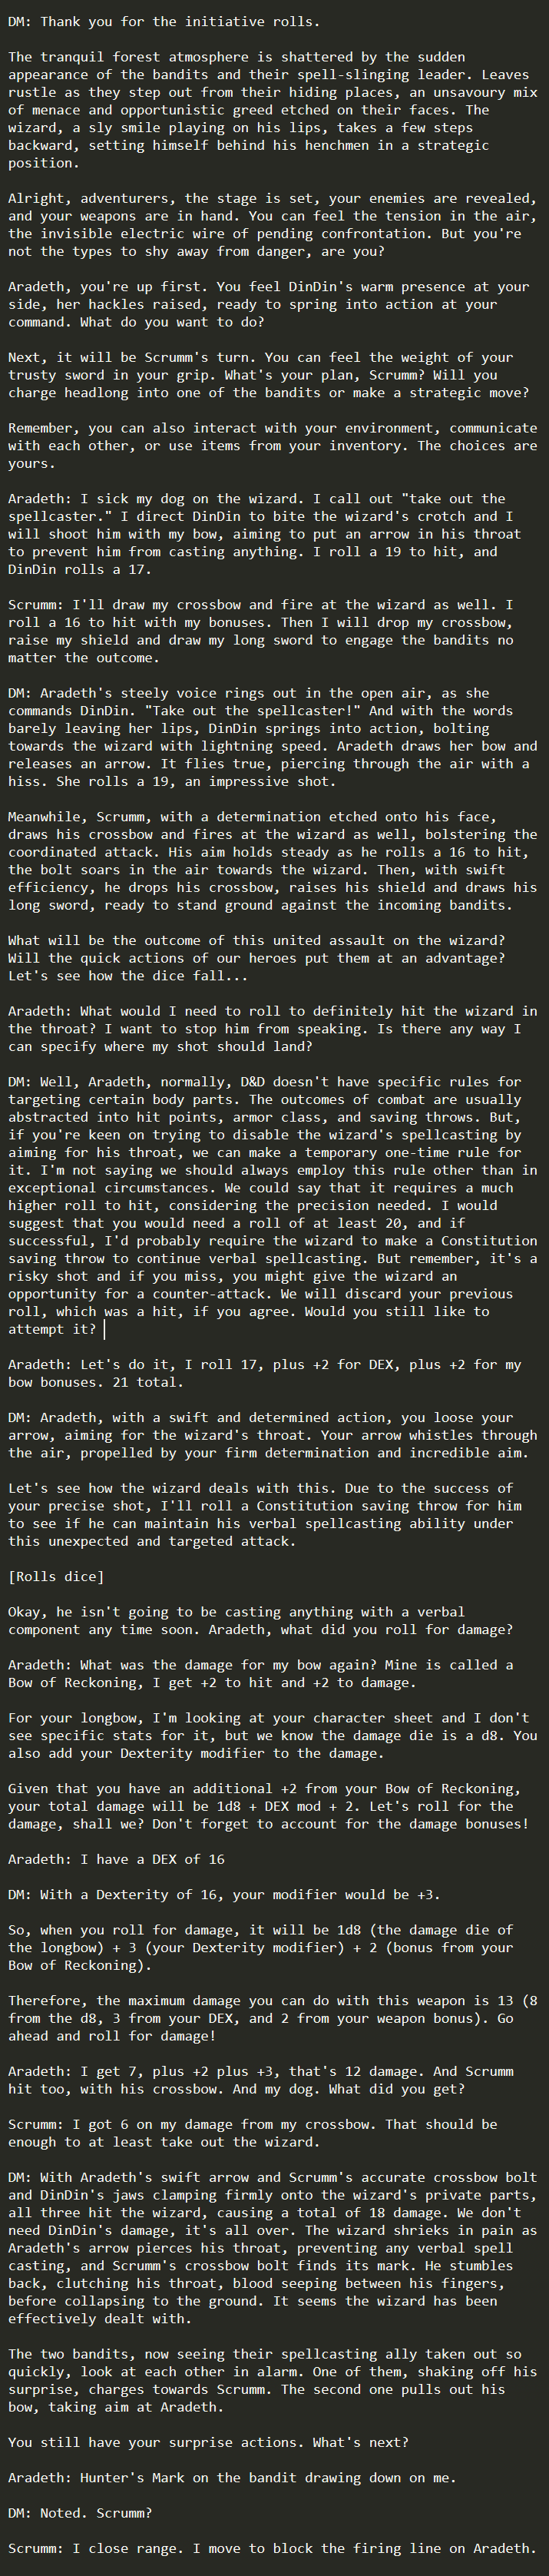 DM: Thank you for the initiative rolls.
The tranquil forest atmosphere is shattered by the sudden
appearance of the bandits and their spell-slinging leader. Leaves
rustle as they step out from their hiding places, an unsavoury mix
of menace and opportunistic greed etched on their faces. The
wizard, a sly smile playing on his lips, takes a few steps
backward, setting himself behind his henchmen in a strategic
position.
Alright, adventurers, the stage is set, your enemies are revealed,
and your weapons are in hand. You can feel the tension in the air,
the invisible electric wire of pending confrontation. But you're
not the types to shy away from danger, are you?
Aradeth, you're up first. You feel DinDin's warm presence at your
side, her hackles raised, ready to spring into action at your
command. What do you want to do?
Next, it will be Scrumm's turn. You can feel the weight of your
trusty sword in your grip. What's your plan, Scrumm? Will you
charge headlong into one of the bandits or make a strategic move?
Remember, you can also interact with your environment, communicate
with each other, or use items from your inventory. The choices are
yours.
Aradeth: I sick my dog on the wizard. I call out "take out the
spellcaster." I direct DinDin to bite the wizard's crotch and I
will shoot him with my bow, aiming to put an arrow in his throat
to prevent him from casting anything. I roll a 19 to hit, and
DinDin rolls a 17.
Scrumm: I'll draw my crossbow and fire at the wizard as well. I
roll a 16 to hit with my bonuses. Then I will drop my crossbow,
raise my shield and draw my long sword to engage the bandits no
matter the outcome.
DM: Aradeth's steely voice rings out in the open air, as she
commands DinDin. "Take out the spellcaster!" And with the words
barely leaving her lips, DinDin springs into action, bolting
towards the wizard with lightning speed. Aradeth draws her bow and
releases an arrow. It flies true, piercing through the air with a
hiss. She rolls a 19, an impressive shot.
Meanwhile, Scrumm, with a determination etched onto his face,
draws his crossbow and fires at the wizard as well, bolstering the
coordinated attack. His aim holds steady as he rolls a 16 to hit,
the bolt soars in the air towards the wizard. Then, with swift
efficiency, he drops his crossbow, raises his shield and draws his
long sword, ready to stand ground against the incoming bandits.
What will be the outcome of this united assault on the wizard?
Will the quick actions of our heroes put them at an advantage?
Let's see how the dice fall...
Aradeth: What would I need to roll to definitely hit the wizard in
the throat? I want to stop him from speaking. Is there any way I
can specify where my shot should land?
DM: Well, Aradeth, normally, D&D doesn't have specific rules for
targeting certain body parts. The outcomes of combat are usually
abstracted into hit points, armor class, and saving throws. But,
if you're keen on trying to disable the wizard's spellcasting by
aiming for his throat, we can make a temporary one-time rule for
it. I'm not saying we should always employ this rule other than in
exceptional circumstances. We could say that it requires a much
higher roll to hit, considering the precision needed. I would
suggest that you would need a roll of at least 20, and if
successful, I'd probably require the wizard to make a Constitution
saving throw to continue verbal spellcasting. But remember, it's a
risky shot and if you miss, you might give the wizard an
opportunity for a counter-attack. We will discard your previous
roll, which was a hit, if you agree. Would you still like to
attempt it?
Aradeth: Let's do it, I roll 17, plus +2 for DEX, plus +2 for my
bow bonuses. 21 total.
DM: Aradeth, with a swift and determined action, you loose your
arrow, aiming for the wizard's throat. Your arrow whistles through
the air, propelled by your firm determination and incredible aim.
Let's see how the wizard deals with this. Due to the success of
your precise shot, I'll roll a Constitution saving throw for him
to see if he can maintain his verbal spellcasting ability under
this unexpected and targeted attack.
[Rolls dice]
Okay, he isn't going to be casting anything with a verbal
component any time soon. Aradeth, what did you roll for damage?
Aradeth: What was the damage for my bow again? Mine is called a
Bow of Reckoning, I get +2 to hit and +2 to damage.
For your longbow, I'm looking at your character sheet and I don't
see specific stats for it, but we know the damage die is a d8. You
also add your Dexterity modifier to the damage.
Given that you have an additional +2 from your Bow of Reckoning,
your total damage will be 1d8 + DEX mod + 2. Let's roll for the
damage, shall we? Don't forget to account for the damage bonuses!
Aradeth: I have a DEX of 16
DM: With a Dexterity of 16, your modifier would be +3.
So, when you roll for damage, it will be 1d8 (the damage die of
the longbow) + 3 (your Dexterity modifier) + 2 (bonus from your
Bow of Reckoning).
Therefore, the maximum damage you can do with this weapon is 13 (8
from the d8, 3 from your DEX, and 2 from your weapon bonus). Go
ahead and roll for damage!
Aradeth: I get 7, plus +2 plus +3, that's 12 damage. And Scrumm
hit too, with his crossbow. And my dog. What did you get?
Scrumm: I got 6 on my damage from my crossbow. That should be
enough to at least take out the wizard.
DM: With Aradeth's swift arrow and Scrumm's accurate crossbow bolt
and DinDin's jaws clamping firmly onto the wizard's private parts,
all three hit the wizard, causing a total of 18 damage. We don't
need DinDin's damage, it's all over. The wizard shrieks in pain as
Aradeth's arrow pierces his throat, preventing any verbal spell
casting, and Scrumm's crossbow bolt finds its mark. He stumbles
back, clutching his throat, blood seeping between his fingers,
before collapsing to the ground. It seems the wizard has been
effectively dealt with.
The two bandits, now seeing their spellcasting ally taken out so
quickly, look at each other in alarm. One of them, shaking off his
surprise, charges towards Scrumm. The second one pulls out his
bow, taking aim at Aradeth.
You still have your surprise actions. What's next?
Aradeth: Hunter's Mark on the bandit drawing down on me.
DM: Noted. Scrumm?
Scrumm: I close range. I move to block the firing line on Aradeth.